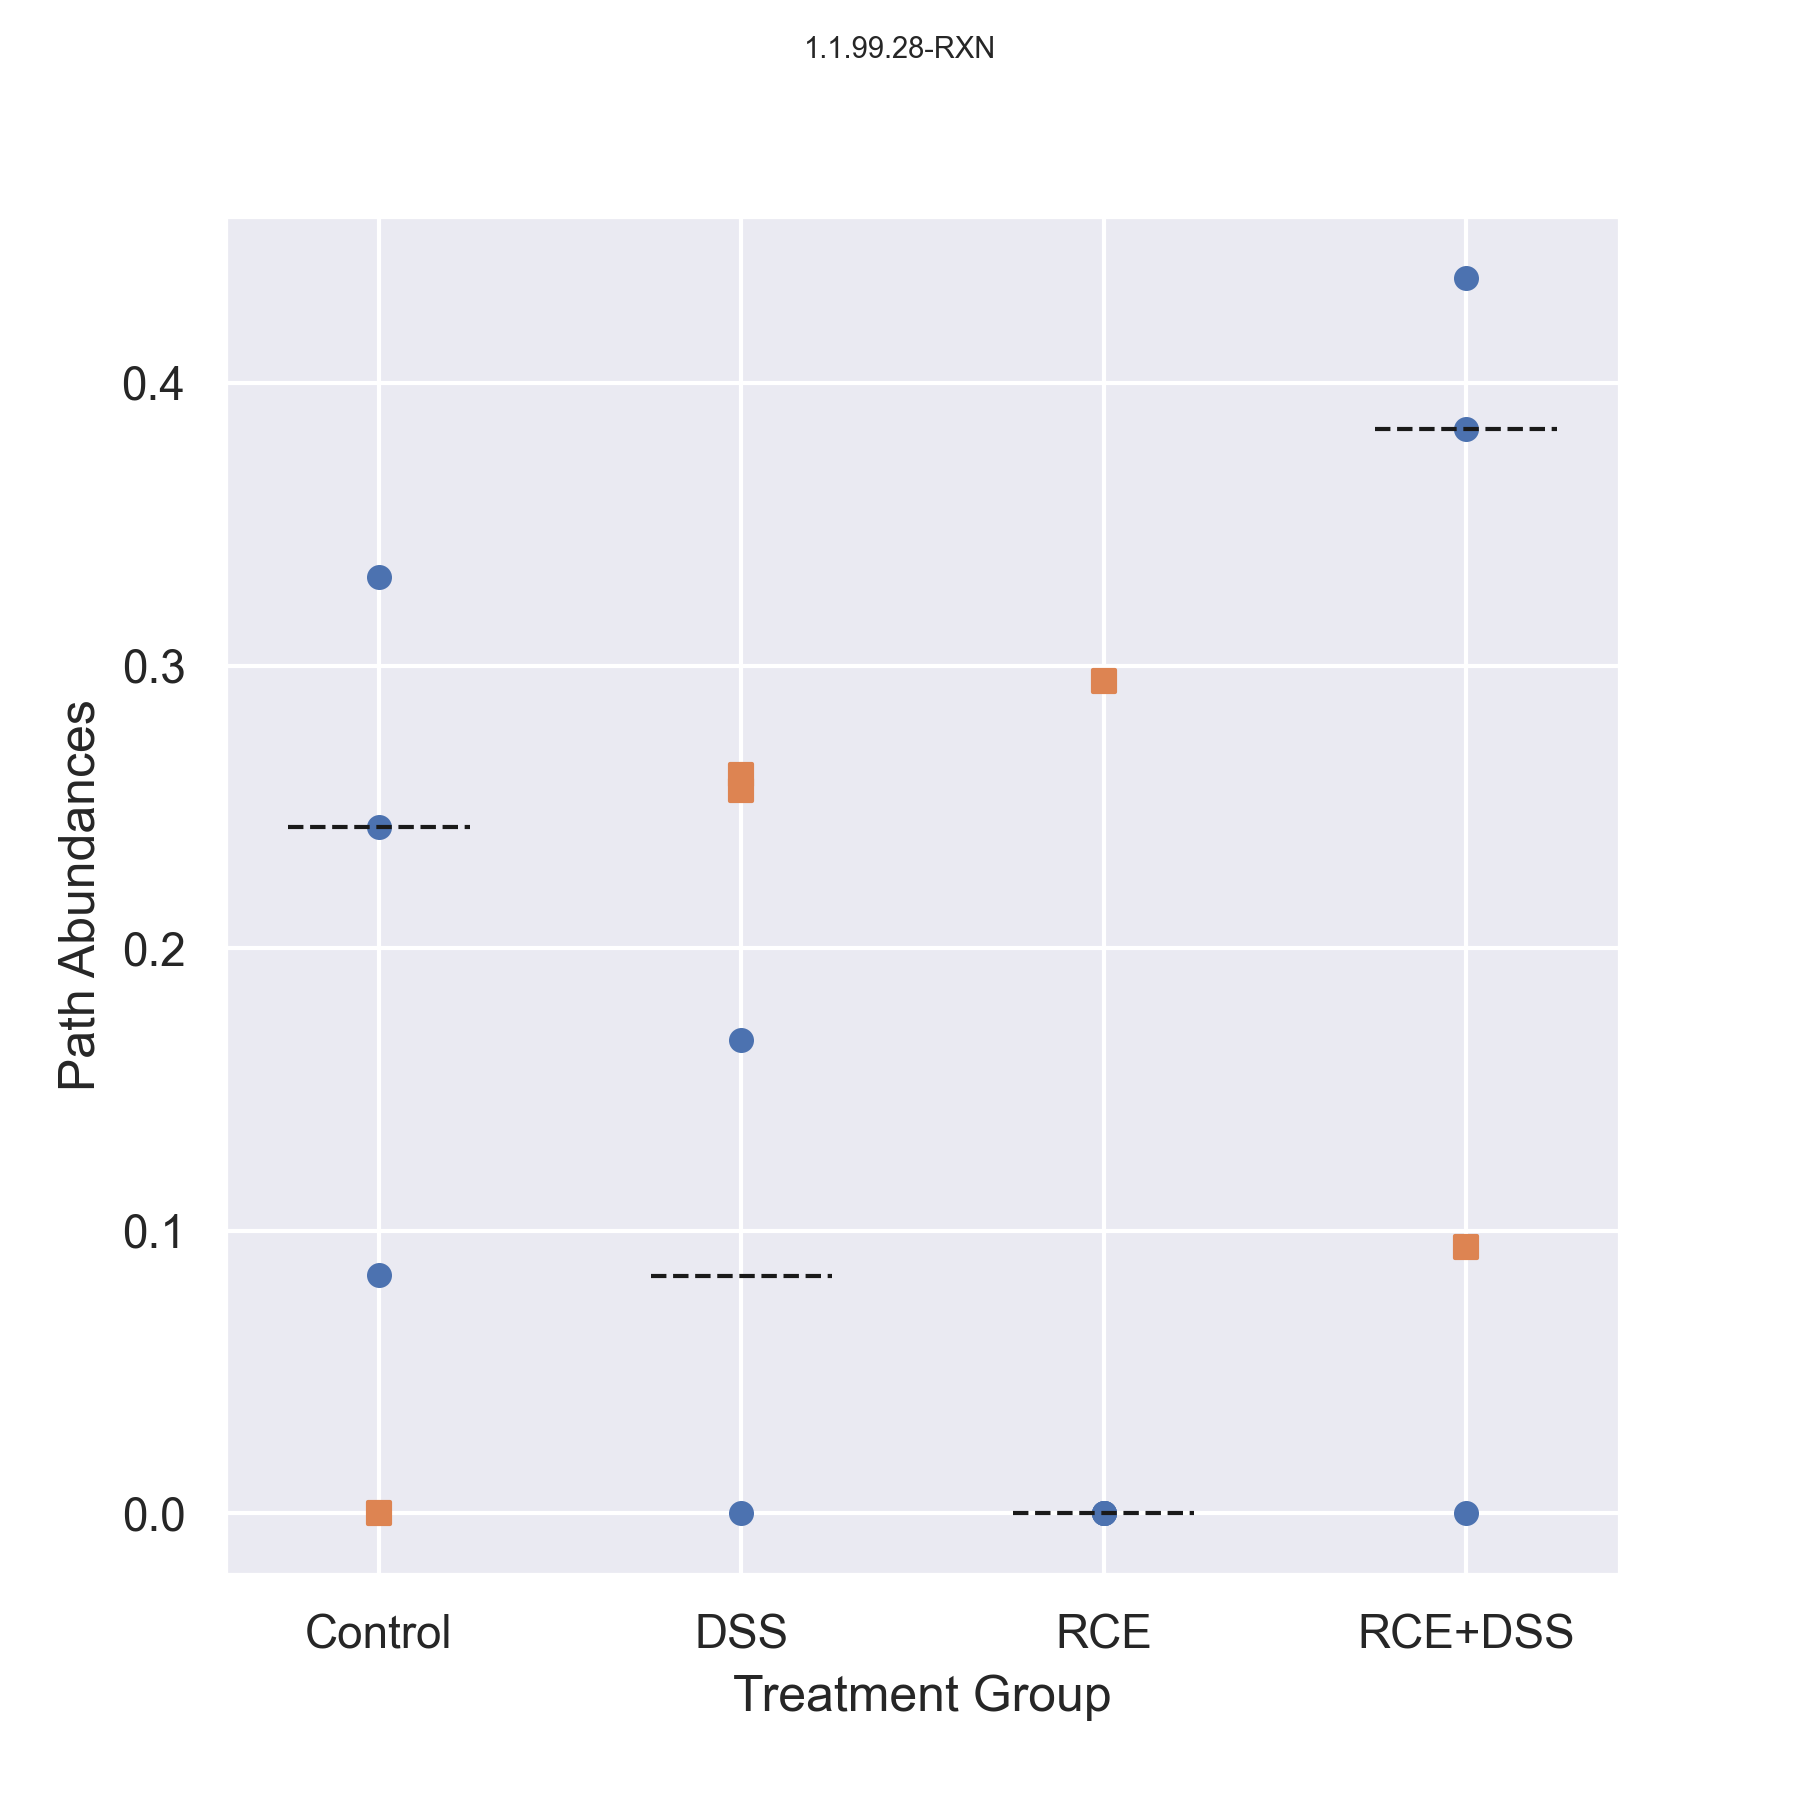 1.1.99.28-RXN
Path Abundances
0.4
0.3
0.2
0.1
0.0
Control
DSS
RCE
RCE+DSS
Treatment Group